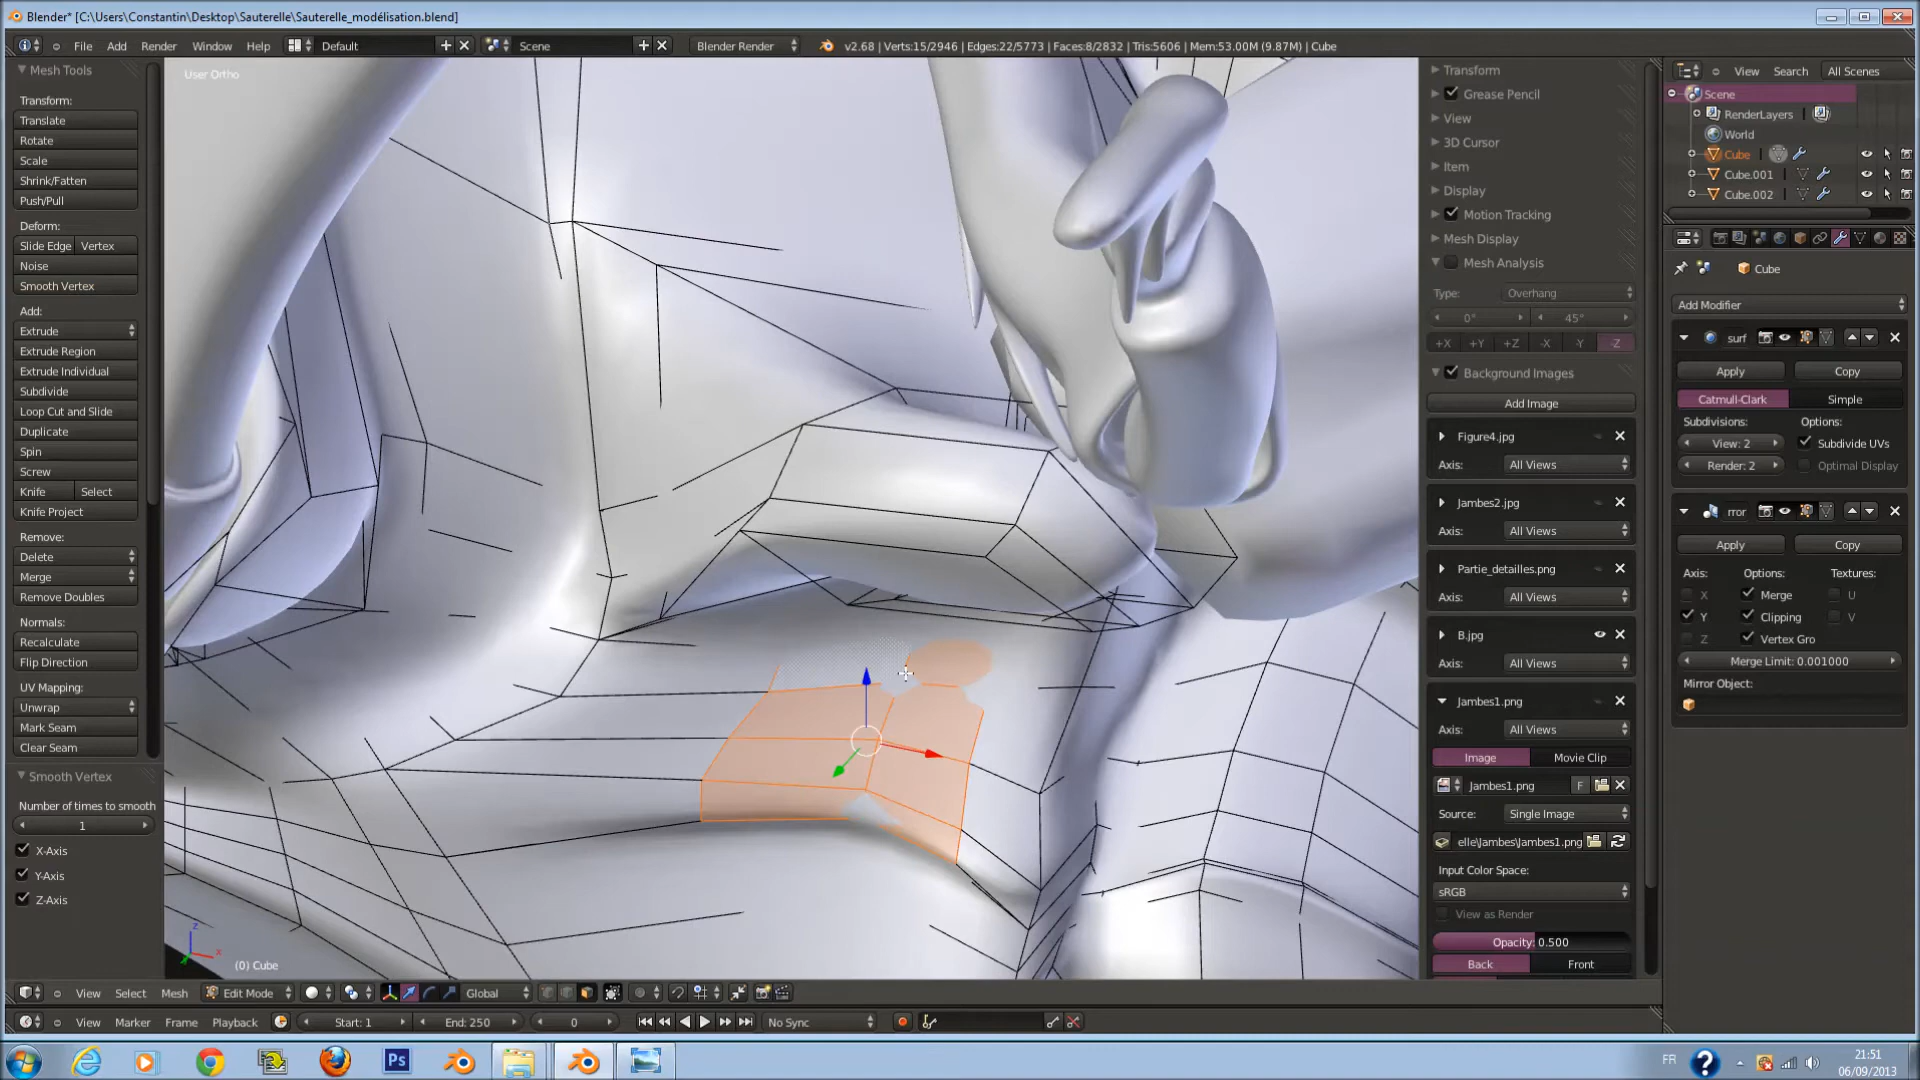 Blender* [C:\Users\Constantin\Desktop\Sauterelle\Sauterelle_modélisation.blend]
File Add Render Window Help Default Scene Blender Render v2.68 | Verts:15/2946 | Edges:22/5773 | Faces:8/2832 | Tris:5606 | Mem:53.00M (9.87M) | Cube
Mesh Tools
Transform:
Translate
Rotate
Scale
Shrink/Fatten
Push/Pull
Deform:
Slide Edge Vertex
Noise
Smooth Vertex
Add:
Extrude
Extrude Region
Extrude Individual
Subdivide
Loop Cut and Slide
Duplicate
Spin
Screw
Knife Select
Knife Project
Remove:
Delete
Merge
Remove Doubles
Normals:
Recalculate
Flip Direction
UV Mapping:
Unwrap
Mark Seam
Clear Seam
Smooth Vertex
Number of times to smooth
1
X-Axis
Y-Axis
Z-Axis
User Ortho
z
x
(0) Cube
Transform
Grease Pencil
View
3D Cursor
Item
Display
Motion Tracking
Mesh Display
Mesh Analysis
Type: Overhang
0° 45°
+X +Y +Z -X -Y -Z
Background Images
Add Image
Figure4.jpg
Axis: All Views
Jambes2.jpg
Axis: All Views
Partie_detailles.png
Axis: All Views
B.jpg
Axis: All Views
Jambes1.png
Axis: All Views
Image Movie Clip
Jambes1.png F
Source: Single Image
elle\Jambes\Jambes1.png
Input Color Space:
sRGB
View as Render
Opacity: 0.500
Back Front
View Search All Scenes
Scene
RenderLayers
World
Cube
Cube.001
Cube.002
Cube
Add Modifier
surf
Apply Copy
Catmull-Clark Simple
Subdivisions: Options:
View: 2 Subdivide UVs
Render: 2 Optimal Display
rror
Apply Copy
Axis: Options: Textures:
X Merge U
Y Clipping V
Z Vertex Gro
Merge Limit: 0.001000
Mirror Object:
View Select Mesh Edit Mode Global
View Marker Frame Playback Start: 1 End: 250 0 No Sync
Ps
FR
21:51
06/09/2013